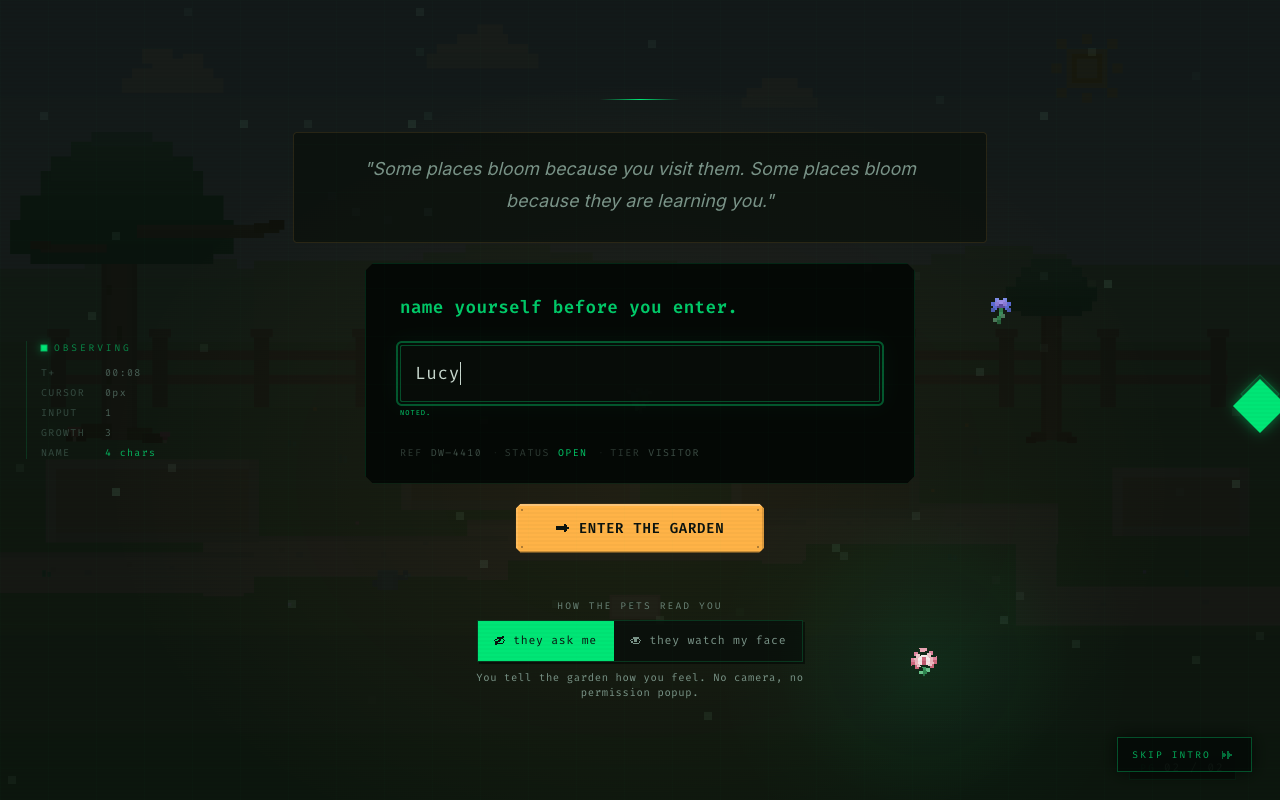 "Some places bloom because you visit them. Some places bloom
because they are learning you."
name yourself before you enter.
Lucy
NOTED.
REF DW-4410 · STATUS OPEN · TIER VISITOR
OBSERVING
T+ 00:08
CURSOR 0px
INPUT 1
GROWTH 3
NAME 4 chars
ENTER THE GARDEN
HOW THE PETS READ YOU
they ask me
they watch my face
You tell the garden how you feel. No camera, no
permission popup.
SKIP INTRO